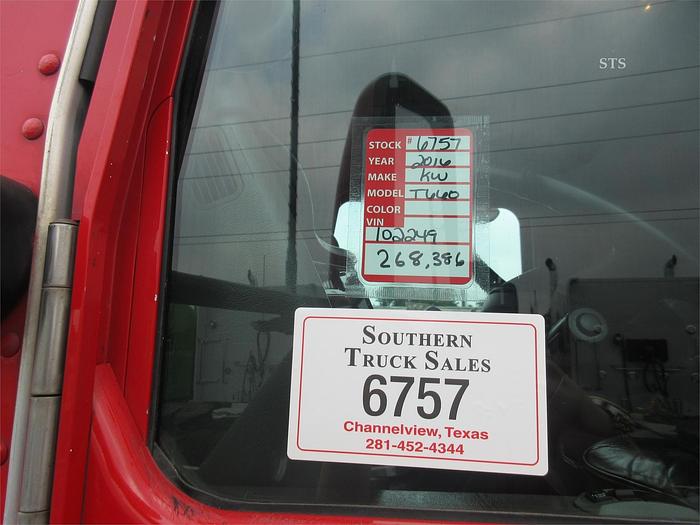 STS
STOCK # 6757
YEAR 2016
MAKE KW
MODEL T660
COLOR
VIN
102249
268,386
SOUTHERN
TRUCK SALES
6757
Channelview, Texas
281-452-4344